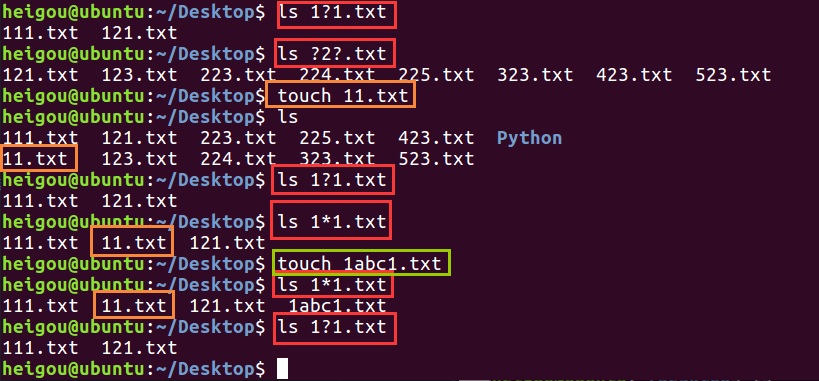 heigou@ubuntu:~/Desktop$ ls 1?1.txt
111.txt  121.txt
heigou@ubuntu:~/Desktop$ ls ?2?.txt
121.txt  123.txt  223.txt  224.txt  225.txt  323.txt  423.txt  523.txt
heigou@ubuntu:~/Desktop$ touch 11.txt
heigou@ubuntu:~/Desktop$ ls
111.txt  121.txt  223.txt  225.txt  423.txt  Python
11.txt   123.txt  224.txt  323.txt  523.txt
heigou@ubuntu:~/Desktop$ ls 1?1.txt
111.txt  121.txt
heigou@ubuntu:~/Desktop$ ls 1*1.txt
111.txt  11.txt  121.txt
heigou@ubuntu:~/Desktop$ touch 1abc1.txt
heigou@ubuntu:~/Desktop$ ls 1*1.txt
111.txt  11.txt  121.txt  1abc1.txt
heigou@ubuntu:~/Desktop$ ls 1?1.txt
111.txt  121.txt
heigou@ubuntu:~/Desktop$